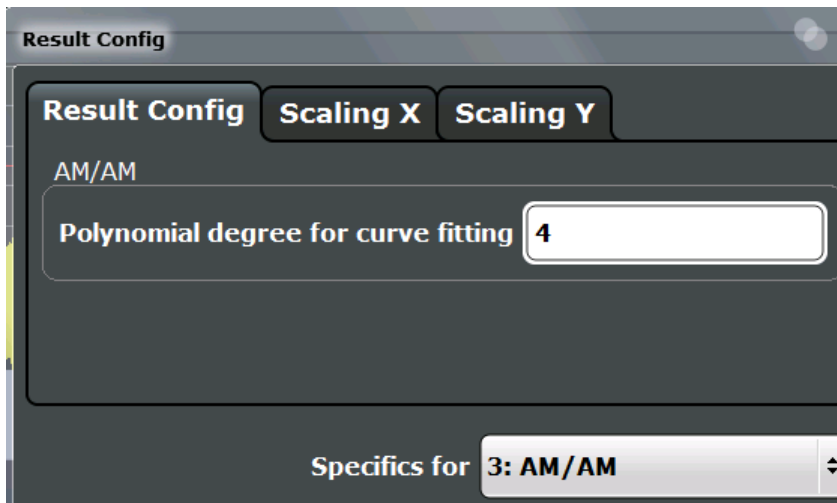 Result Config
Result Config Scaling X Scaling Y
AM/AM
Polynomial degree for curve fitting 4
Specifics for 3: AM/AM